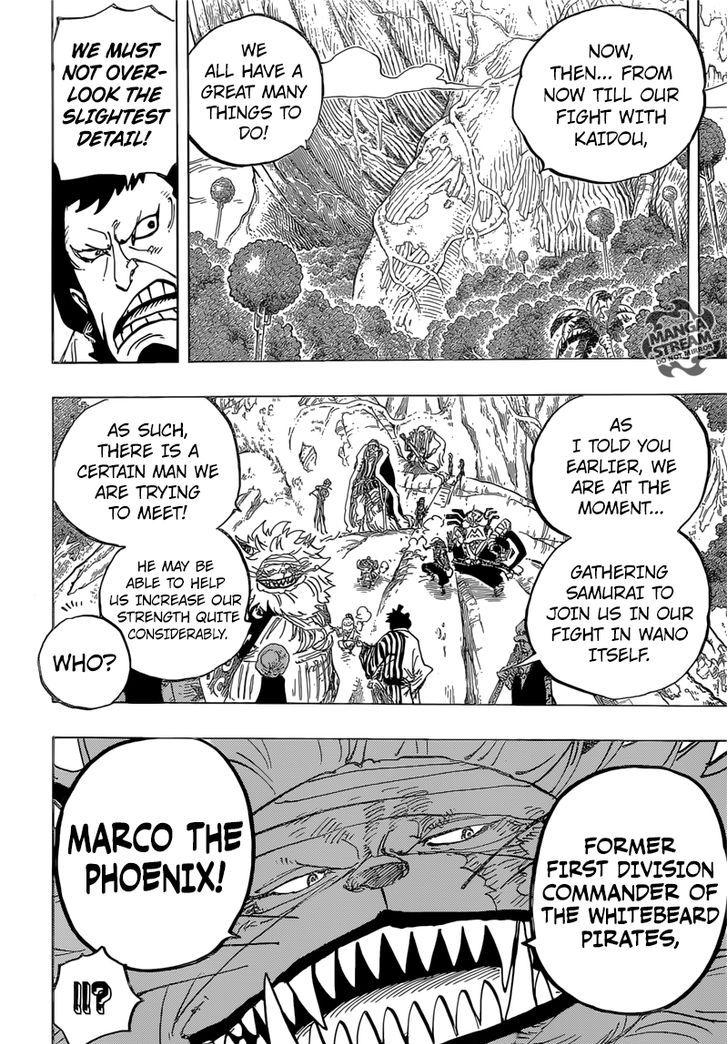 NOW,
THEN... FROM
NOW TILL OUR
FIGHT WITH
KAIDOU,
WE
ALL HAVE A
GREAT MANY
THINGS TO
DO!
WE MUST
NOT OVER-
LOOK THE
SLIGHTEST
DETAIL!
MANGA
STREAM
DO NOT MIRROR
AS
I TOLD YOU
EARLIER, WE
ARE AT THE
MOMENT...
GATHERING
SAMURAI TO
JOIN US IN OUR
FIGHT IN WANO
ITSELF.
AS SUCH,
THERE IS A
CERTAIN MAN WE
ARE TRYING
TO MEET!
HE MAY BE
ABLE TO HELP
US INCREASE OUR
STRENGTH QUITE
CONSIDERABLY.
WHO?
FORMER
FIRST DIVISION
COMMANDER OF
THE WHITEBEARD
PIRATES,
MARCO THE
PHOENIX!
!!?